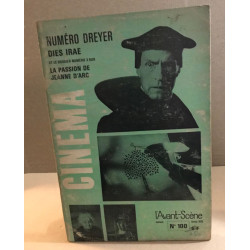 NUMÉRO DREYER
DIES IRAE
LA PASSION DE
JEANNE D'ARC
CINEMA
l'Avant-Scène
N° 100